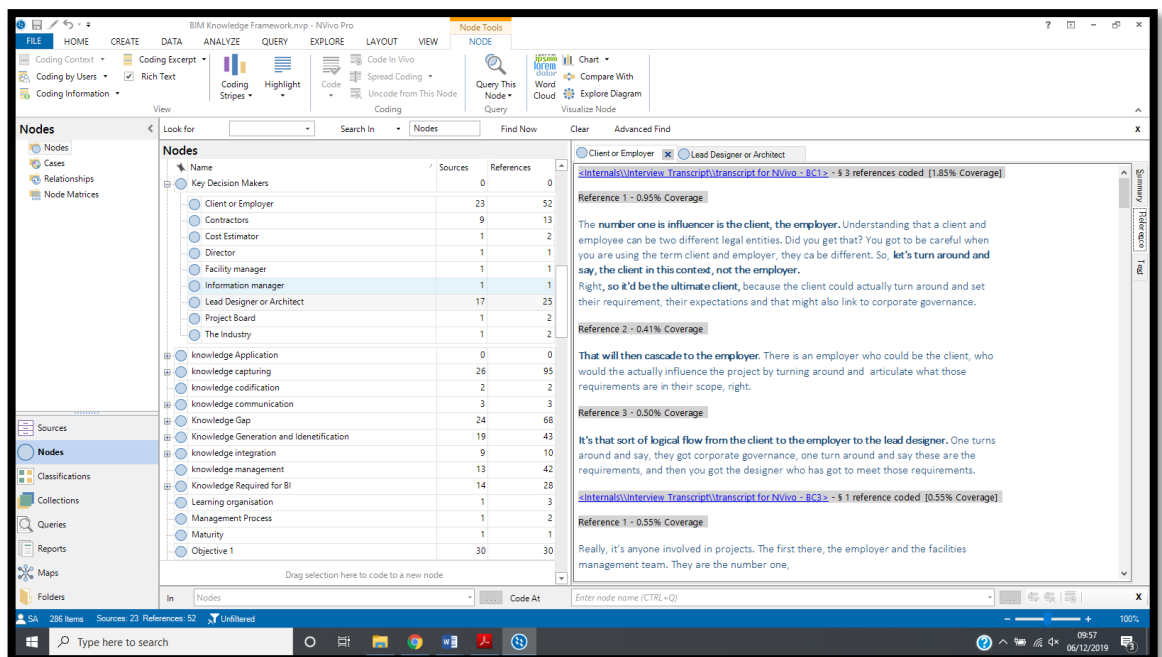 BIM Knowledge Framework.nvp - NVivo Pro
Node Tools
FILE HOME CREATE DATA ANALYZE QUERY EXPLORE LAYOUT VIEW NODE
Coding Context
Coding by Users
Coding Information
Coding Excerpt
Rich Text
View
Coding Stripes
Highlight
Code
Code In Vivo
Spread Coding
Uncode from This Node
Coding
Query This Node
Query
Word Cloud
Chart
Compare With
Explore Diagram
Visualize Node
Nodes
Nodes
Cases
Relationships
Node Matrices
Look for Search In Nodes Find Now Clear Advanced Find x
Nodes
Name Sources References
Key Decision Makers 0 0
Client or Employer 23 52
Contractors 9 13
Cost Estimator 1 2
Director 1 1
Facility manager 1 1
Information manager 1 1
Lead Designer or Architect 17 25
Project Board 1 2
The Industry 1 2
knowledge Application 0 0
knowledge capturing 26 95
knowledge codification 2 2
knowledge communication 3 3
Knowledge Gap 24 68
Knowledge Generation and Idenetification 19 43
knowledge integration 9 10
knowledge management 13 42
Knowledge Required for BI 14 28
Learning organisation 1 3
Management Process 1 2
Maturity 1 1
Objective 1 30 30
Drag selection here to code to a new node
Client or Employer x Lead Designer or Architect
<Internals\\Interview Transcript\\transcript for NVivo - BC1> - § 3 references coded [1.85% Coverage]
Reference 1 - 0.95% Coverage
The number one is influencer is the client, the employer. Understanding that a client and
employee can be two different legal entities. Did you get that? You got to be careful when
you are using the term client and employer, they ca be different. So, let's turn around and
say, the client in this context, not the employer.
Right, so it'd be the ultimate client, because the client could actually turn around and set
their requirement, their expectations and that might also link to corporate governance.
Reference 2 - 0.41% Coverage
That will then cascade to the employer. There is an employer who could be the client, who
would the actually influence the project by turning around and articulate what those
requirements are in their scope, right.
Reference 3 - 0.50% Coverage
It's that sort of logical flow from the client to the employer to the lead designer. One turns
around and say, they got corporate governance, one turn around and say these are the
requirements, and then you got the designer who has got to meet those requirements.
<Internals\\Interview Transcript\\transcript for NVivo - BC3> - § 1 reference coded [0.55% Coverage]
Reference 1 - 0.55% Coverage
Really, it's anyone involved in projects. The first there, the employer and the facilities
management team. They are the number one,
Summary
Reference
Text
Sources
Nodes
Classifications
Collections
Queries
Reports
Maps
Folders
In Nodes ... Code At Enter node name (CTRL+Q) ... x
SA 286 Items Sources: 23 References: 52 Unfiltered 100%
Type here to search
09:57
06/12/2019